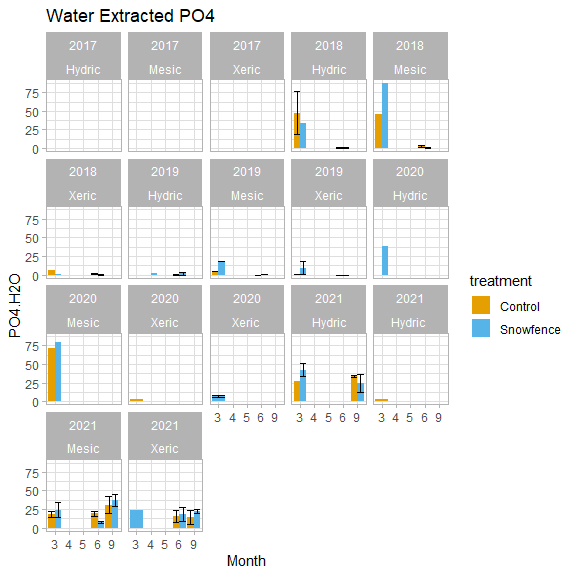 Water Extracted PO4
2017 2017 2017 2018 2018
Hydric Mesic Xeric Hydric Mesic
75
50
25
0
2018 2019 2019 2019 2020
Xeric Hydric Mesic Xeric Hydric
75
50
25
0
2020 2020 2020 2021 2021
Mesic Xeric Xeric Hydric Hydric
75
50
25
0
3 4 5 6 9 3 4 5 6 9 3 4 5 6 9
2021 2021
Mesic Xeric
75
50
25
0
3 4 5 6 9 3 4 5 6 9
Month
PO4.H2O
treatment
Control
Snowfence